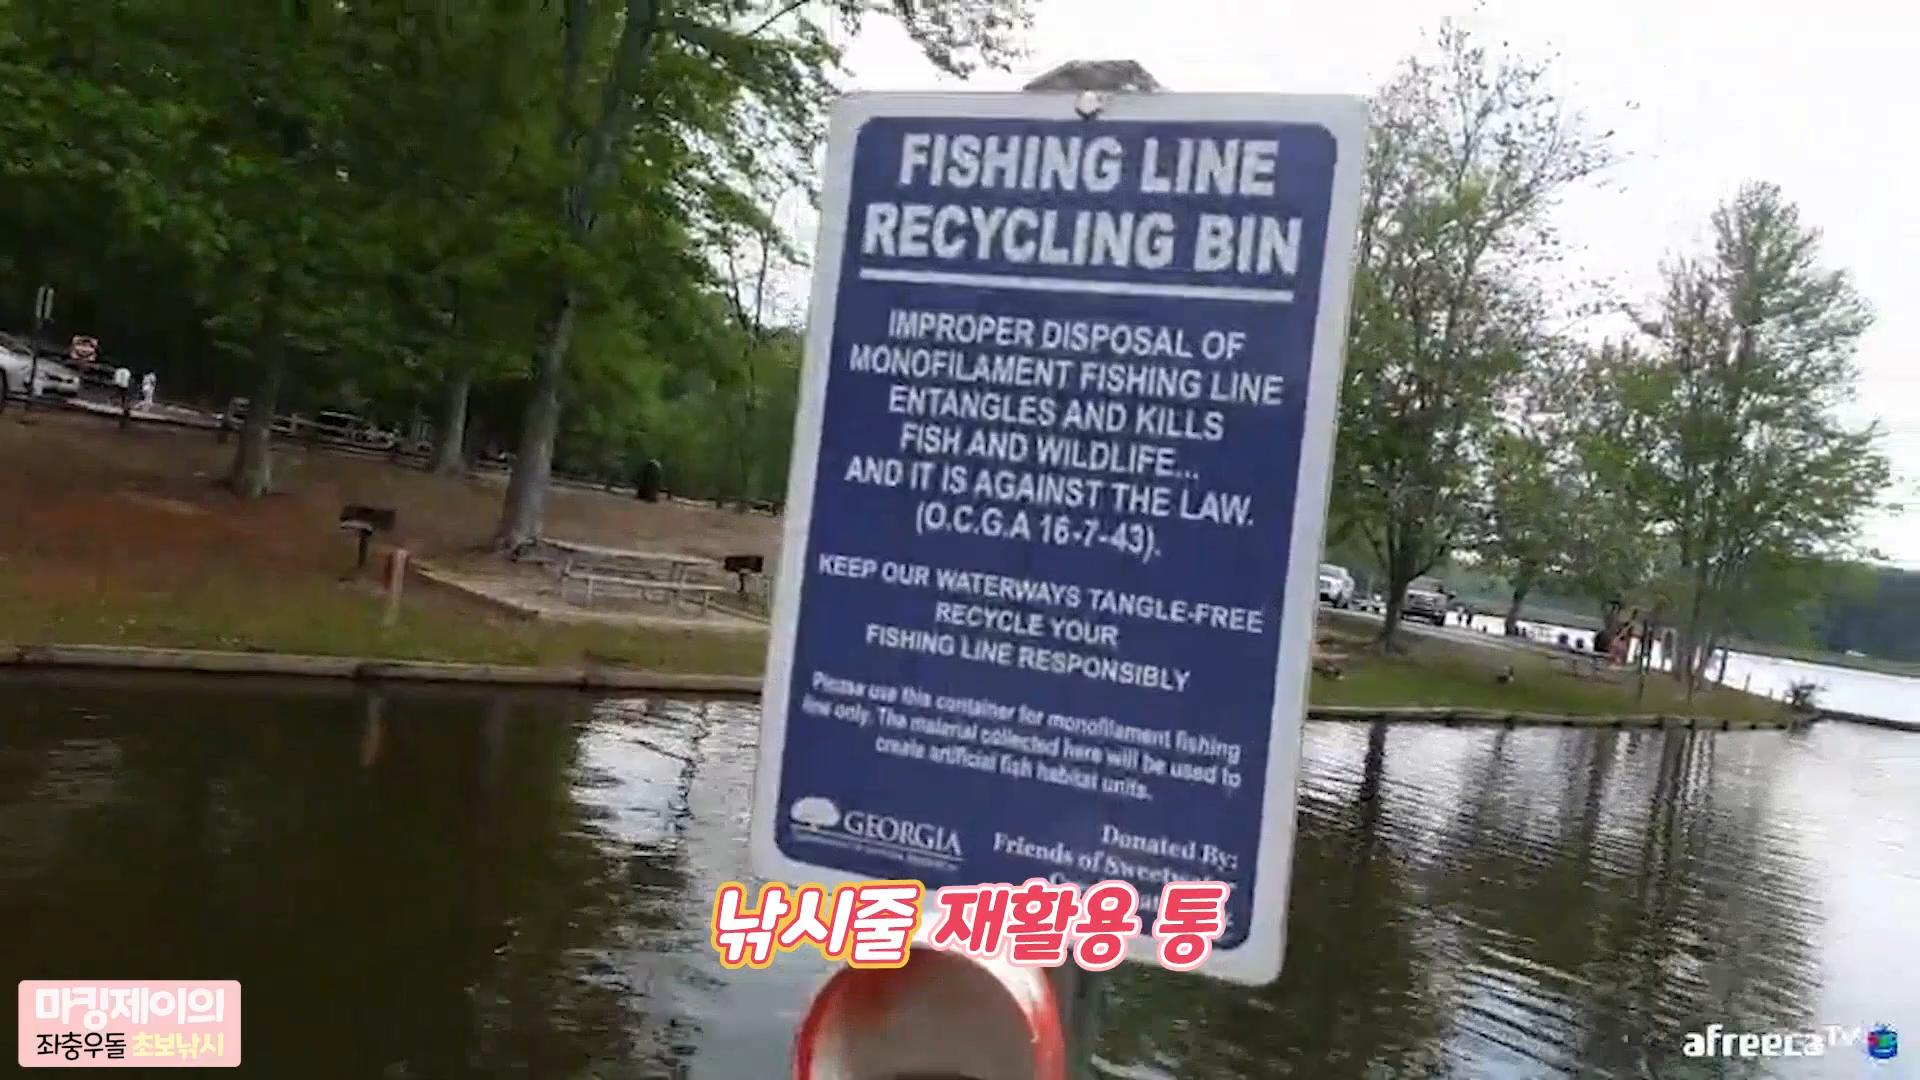 FISHING LINE
RECYCLING BIN
IMPROPER DISPOSAL OF
MONOFILAMENT FISHING LINE
ENTANGLES AND KILLS
FISH AND WILDLIFE...
AND IT IS AGAINST THE LAW.
(O.C.G.A 16-7-43).
KEEP OUR WATERWAYS TANGLE-FREE
RECYCLE YOUR
FISHING LINE RESPONSIBLY
Please use this container for monofilament fishing
line only. The material collected here will be used to
create artificial fish habitat units.
GEORGIA
Donated By:
Friends of Sweetwater
낚시줄 재활용 통
마킹제이의
좌충우돌 초보낚시
afreecaTV